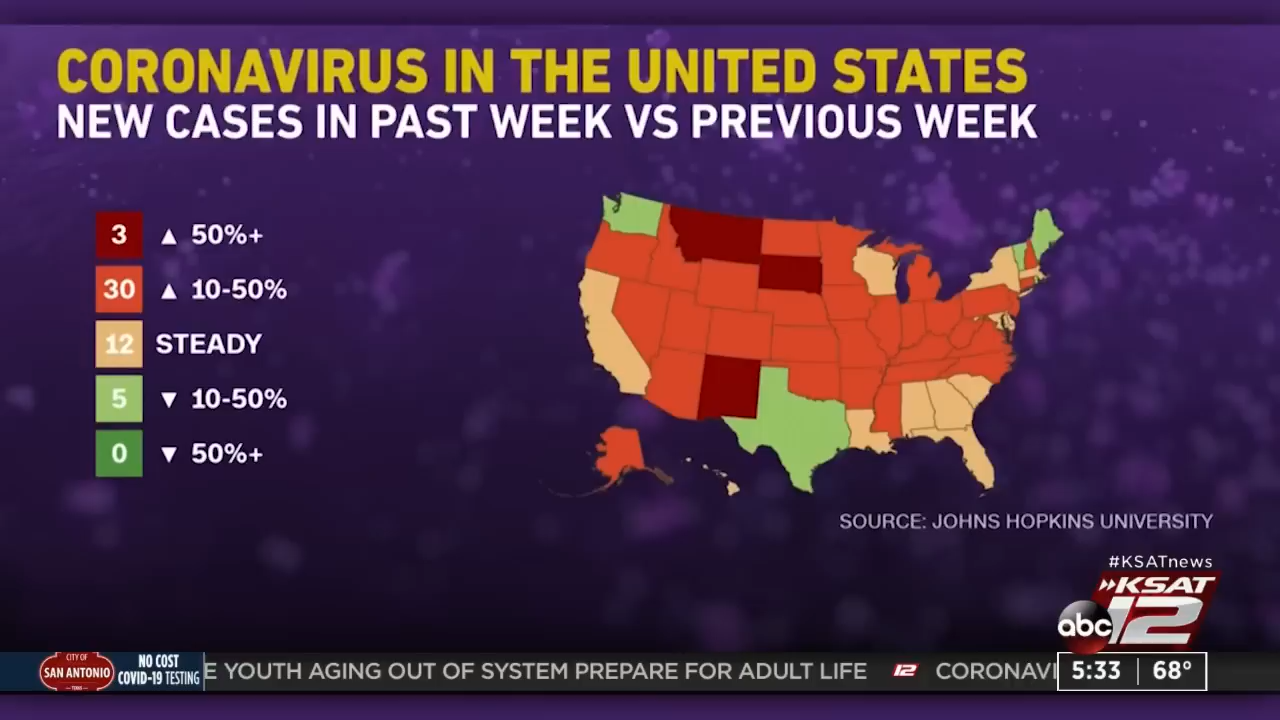 CORONAVIRUS IN THE UNITED STATES
NEW CASES IN PAST WEEK VS PREVIOUS WEEK
3 ▲ 50%+
30 ▲ 10-50%
12 STEADY
5 ▼ 10-50%
0 ▼ 50%+
SOURCE: JOHNS HOPKINS UNIVERSITY
#KSATnews
KSAT
abc 12
CITY OF
SAN ANTONIO
TEXAS
NO COST
COVID-19 TESTING
E YOUTH AGING OUT OF SYSTEM PREPARE FOR ADULT LIFE 12 CORONAVI
5:33 68°